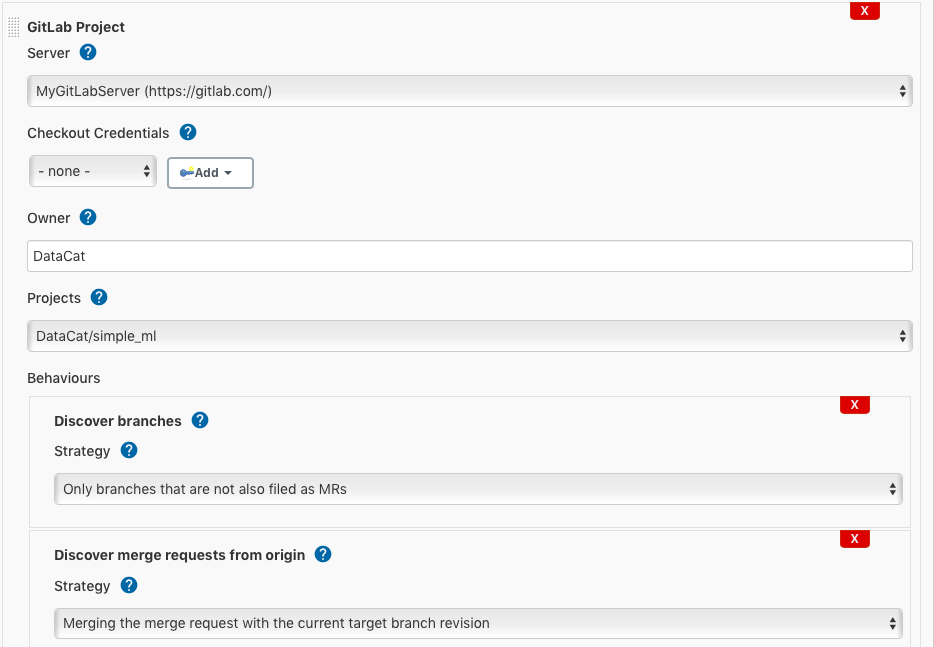 X
GitLab Project
Server ?
MyGitLabServer (https://gitlab.com/)
Checkout Credentials ?
- none - Add
Owner ?
DataCat
Projects ?
DataCat/simple_ml
Behaviours
X
Discover branches ?
Strategy ?
Only branches that are not also filed as MRs
X
Discover merge requests from origin ?
Strategy ?
Merging the merge request with the current target branch revision